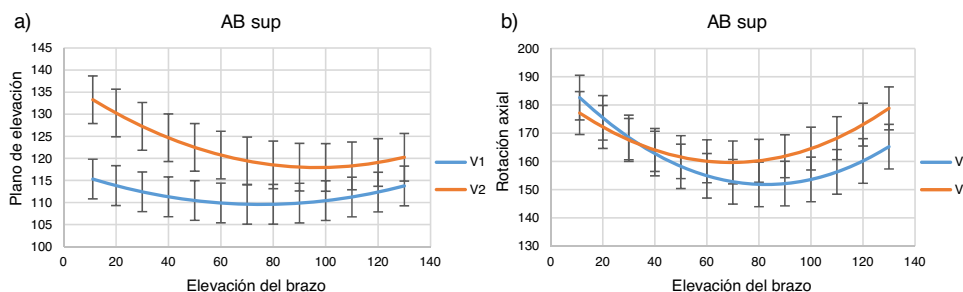 a)
AB sup
Plano de elevación
145
140
135
130
125
120
115
110
105
100
0 20 40 60 80 100 120 140
Elevación del brazo
V1
V2
b)
AB sup
Rotación axial
190
180
170
160
150
140
130
0 20 40 60 80 100 120 140
Elevación del brazo
V
V